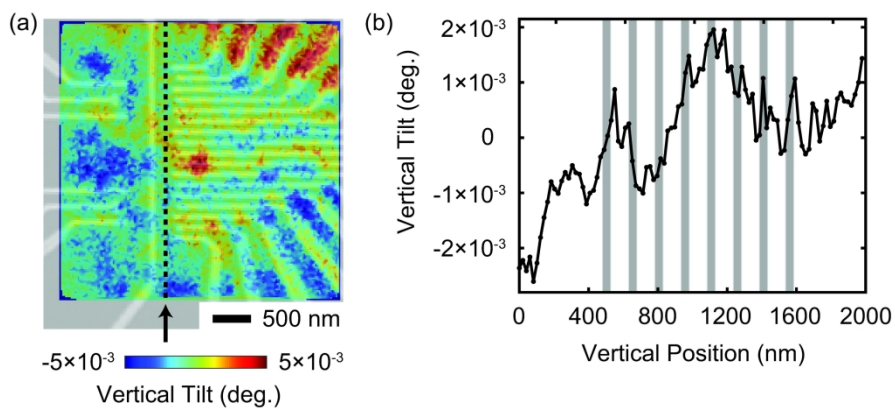 (a)
500 nm
-5×10⁻³ 5×10⁻³
Vertical Tilt (deg.)
(b)
Vertical Tilt (deg.)
2×10⁻³
1×10⁻³
0
-1×10⁻³
-2×10⁻³
0 400 800 1200 1600 2000
Vertical Position (nm)